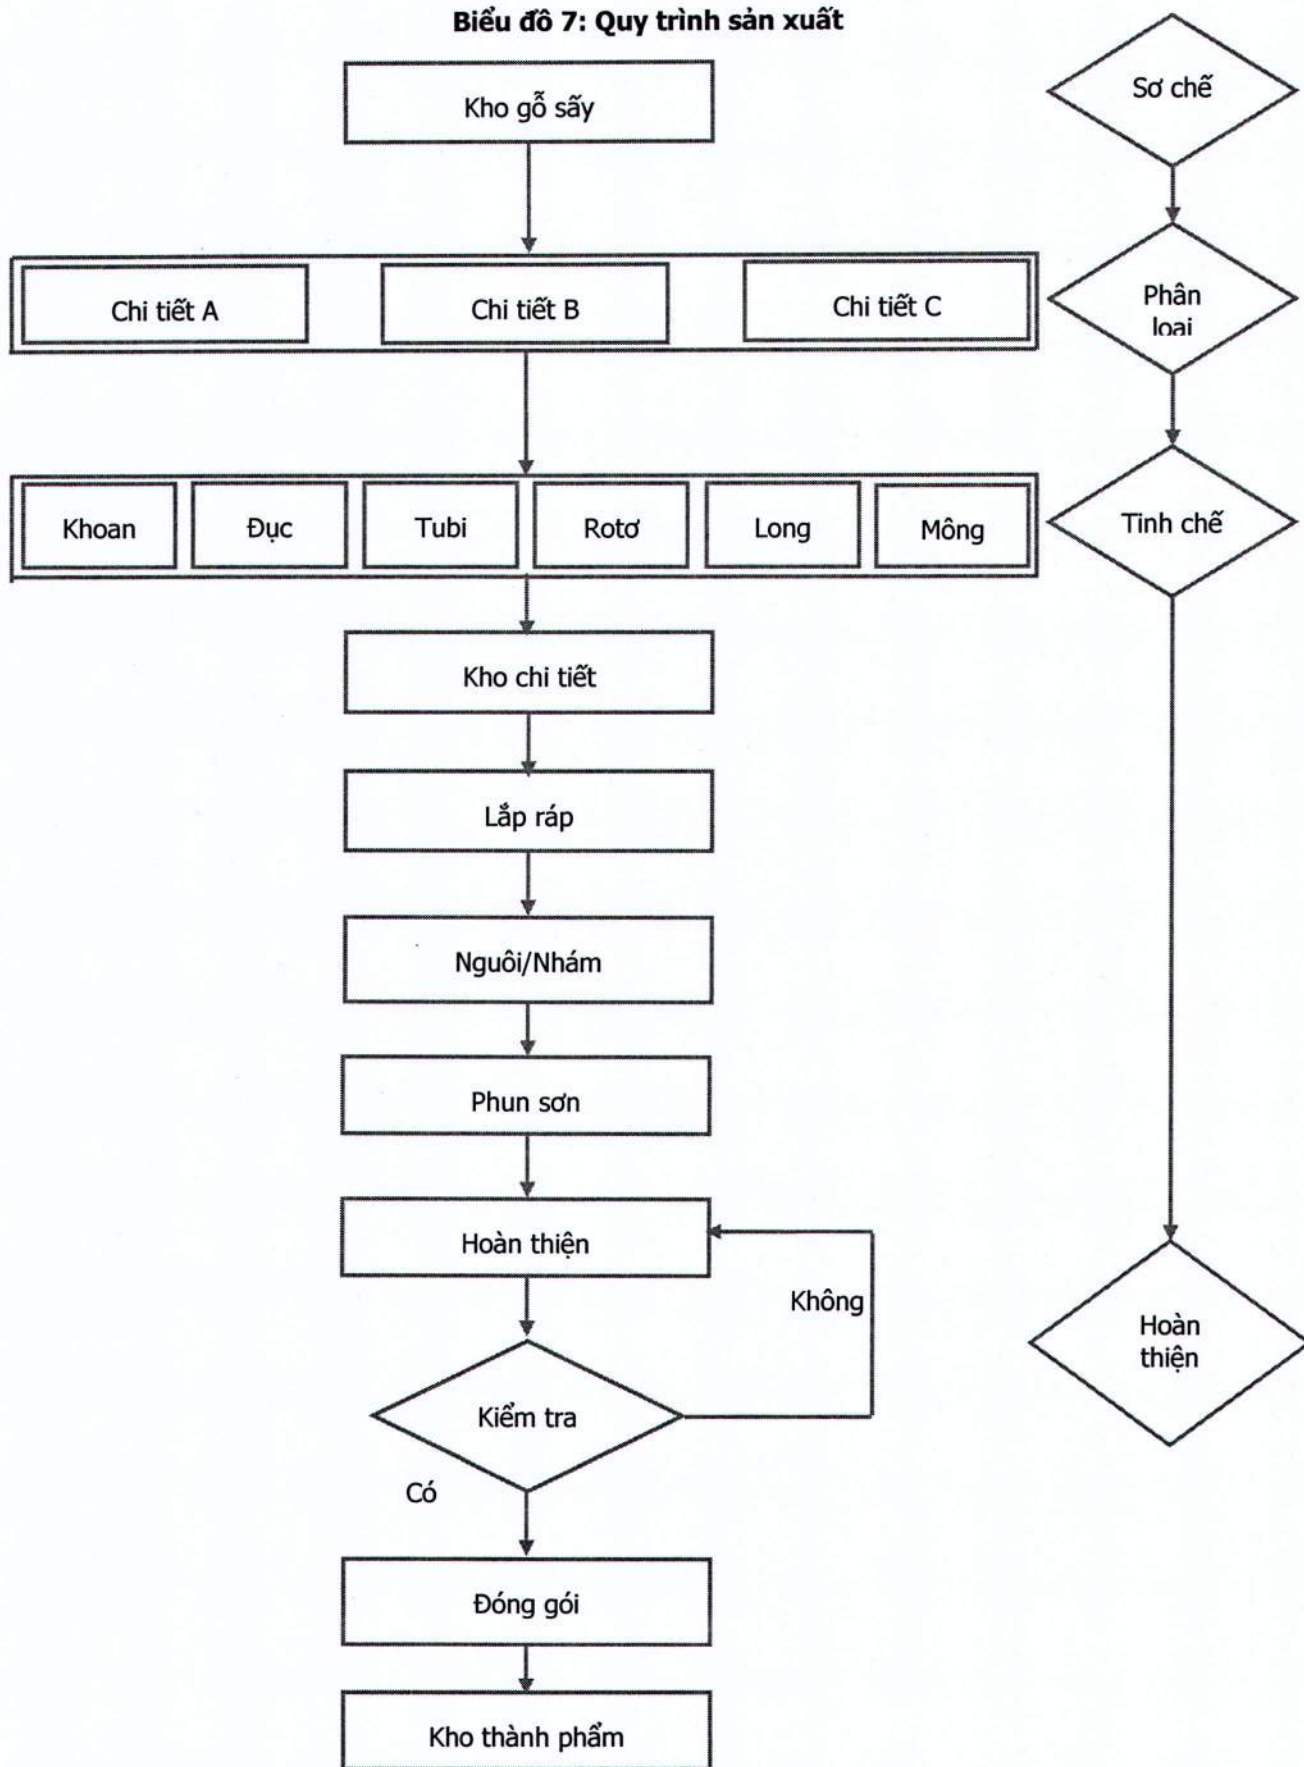 Biểu đô 7: Quy trình sản xuất
Kho gỗ sấy
Sơ chế
Chi tiết A
Chi tiết B
Chi tiết C
Phân
loại
Khoan
Đục
Tubi
Rotơ
Long
Mông
Tinh chế
Kho chi tiết
Lắp ráp
Nguôi/Nhám
Phun sơn
Hoàn thiện
Không
Hoàn
thiện
Kiểm tra
Có
Đóng gói
Kho thành phẩm